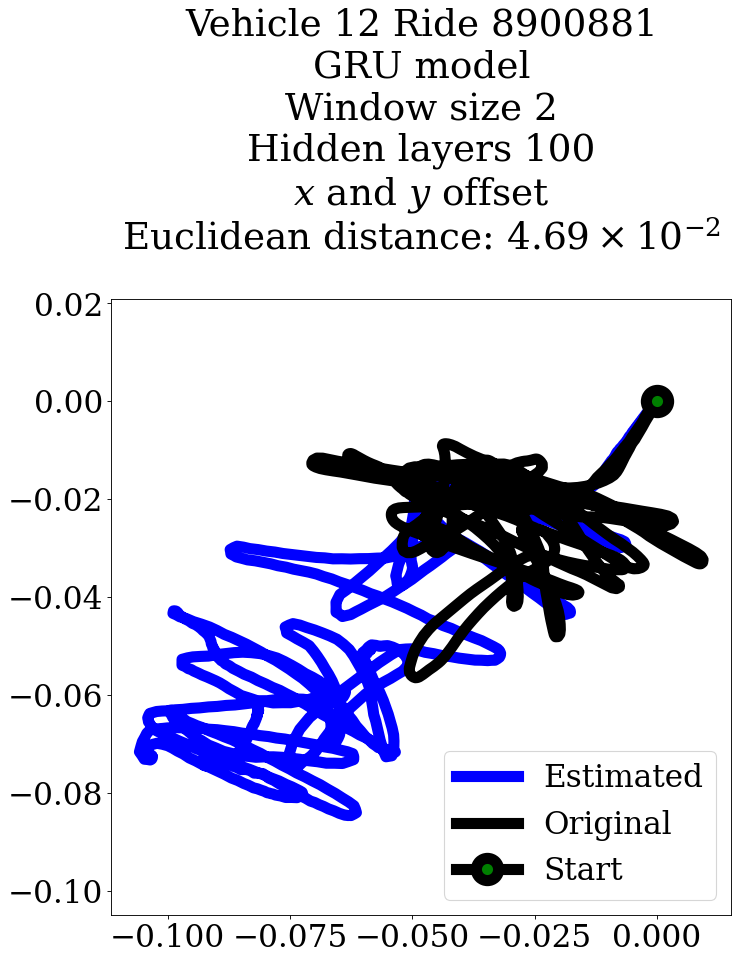 Vehicle 12 Ride 8900881
GRU model
Window size 2
Hidden layers 100
x and y offset
Euclidean distance: 4.69 × 10⁻²
0.02
0.00
−0.02
−0.04
−0.06
−0.08
−0.10
Estimated
Original
Start
−0.100 −0.075 −0.050 −0.025 0.000